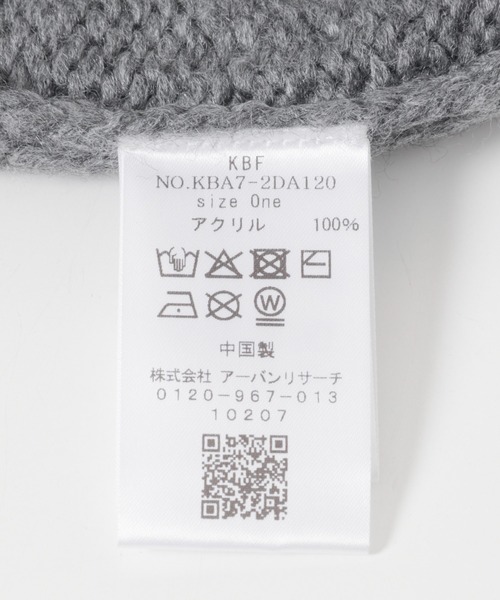 KBF
NO.KBA7-2DA120
size One
アクリル 100%
W
中国製
株式会社 アーバンリサーチ
0120-967-013
10207